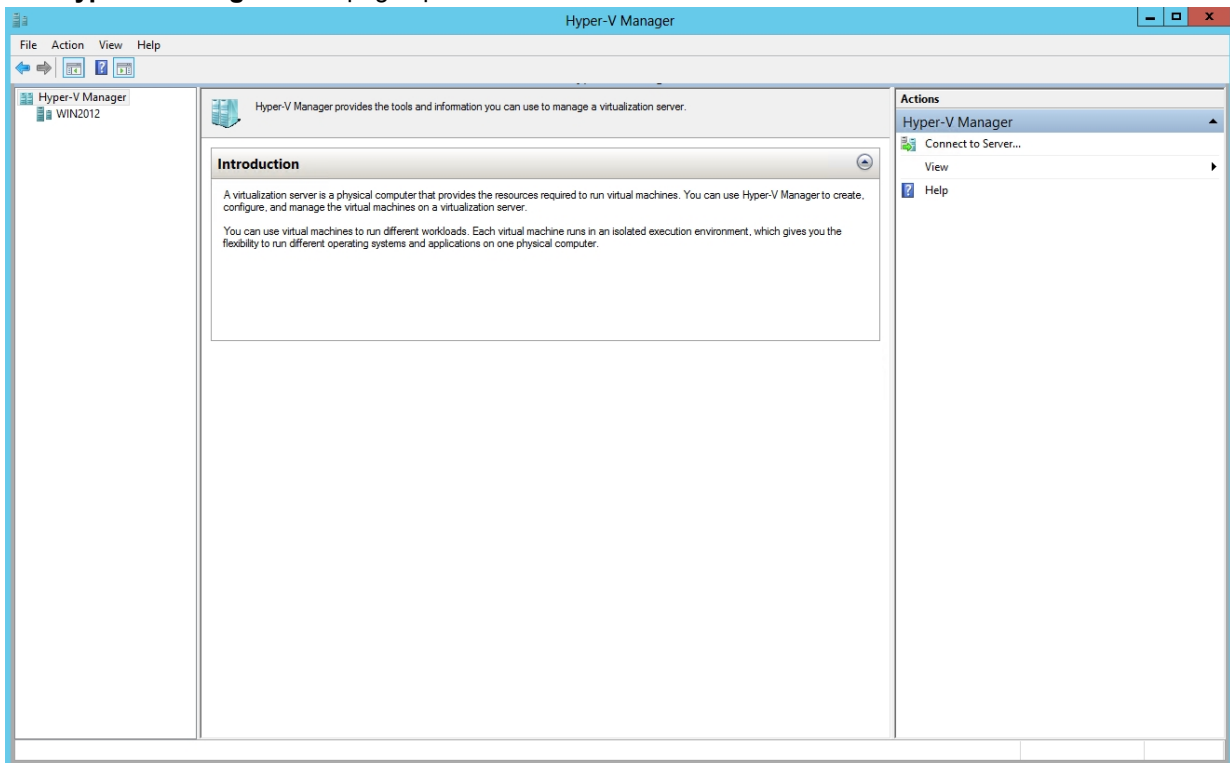 Hyper-V Manager
File Action View Help
Hyper-V Manager
WIN2012
Hyper-V Manager provides the tools and information you can use to manage a virtualization server.
Introduction
A virtualization server is a physical computer that provides the resources required to run virtual machines. You can use Hyper-V Manager to create,
configure, and manage the virtual machines on a virtualization server.
You can use virtual machines to run different workloads. Each virtual machine runs in an isolated execution environment, which gives you the
flexibility to run different operating systems and applications on one physical computer.
Actions
Hyper-V Manager
Connect to Server...
View
Help